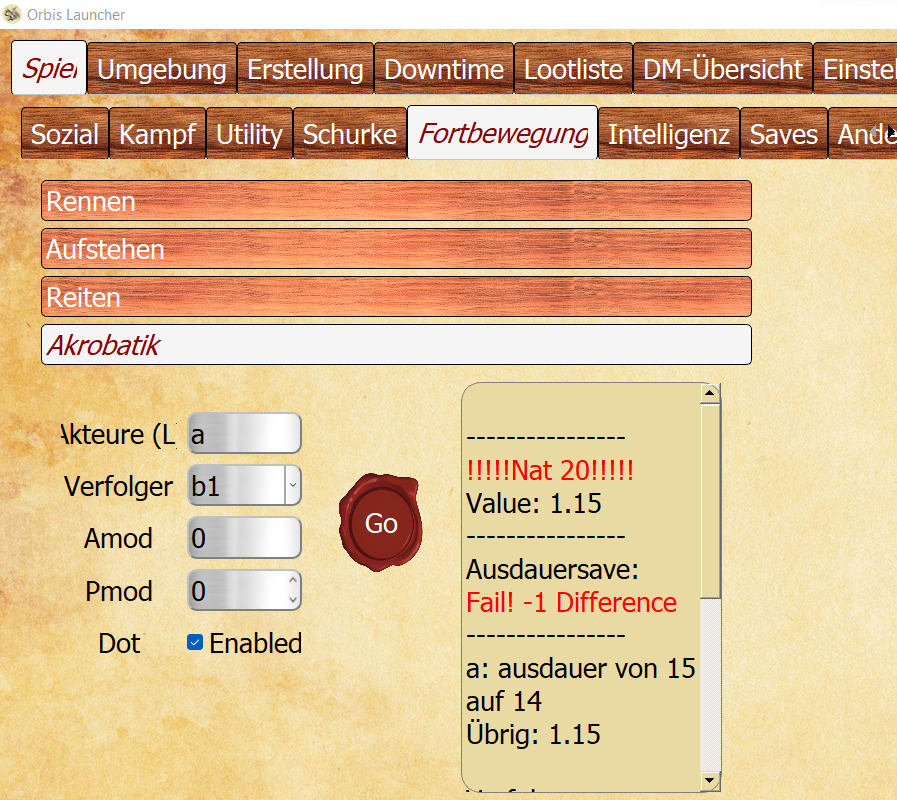 Orbis Launcher
Spiel Umgebung Erstellung Downtime Lootliste DM-Übersicht Einstel
Sozial Kampf Utility Schurke Fortbewegung Intelligenz Saves Ande
Rennen
Aufstehen
Reiten
Akrobatik
Akteure (L a
Verfolger b1
Amod 0
Pmod 0
Dot Enabled
Go
----------------
!!!!!Nat 20!!!!!
Value: 1.15
----------------
Ausdauersave:
Fail! -1 Difference
----------------
a: ausdauer von 15
auf 14
Übrig: 1.15